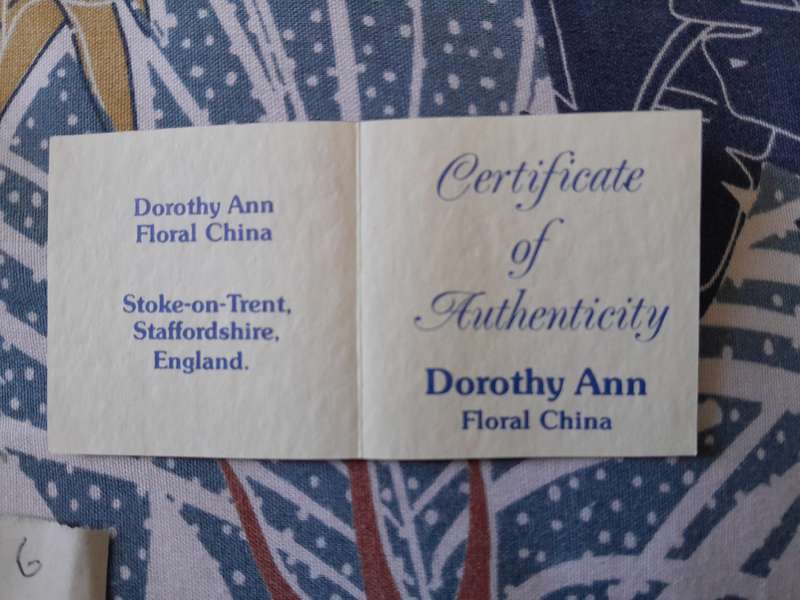 Dorothy Ann
Floral China
Stoke-on-Trent,
Staffordshire,
England.
Certificate
of
Authenticity
Dorothy Ann
Floral China
6